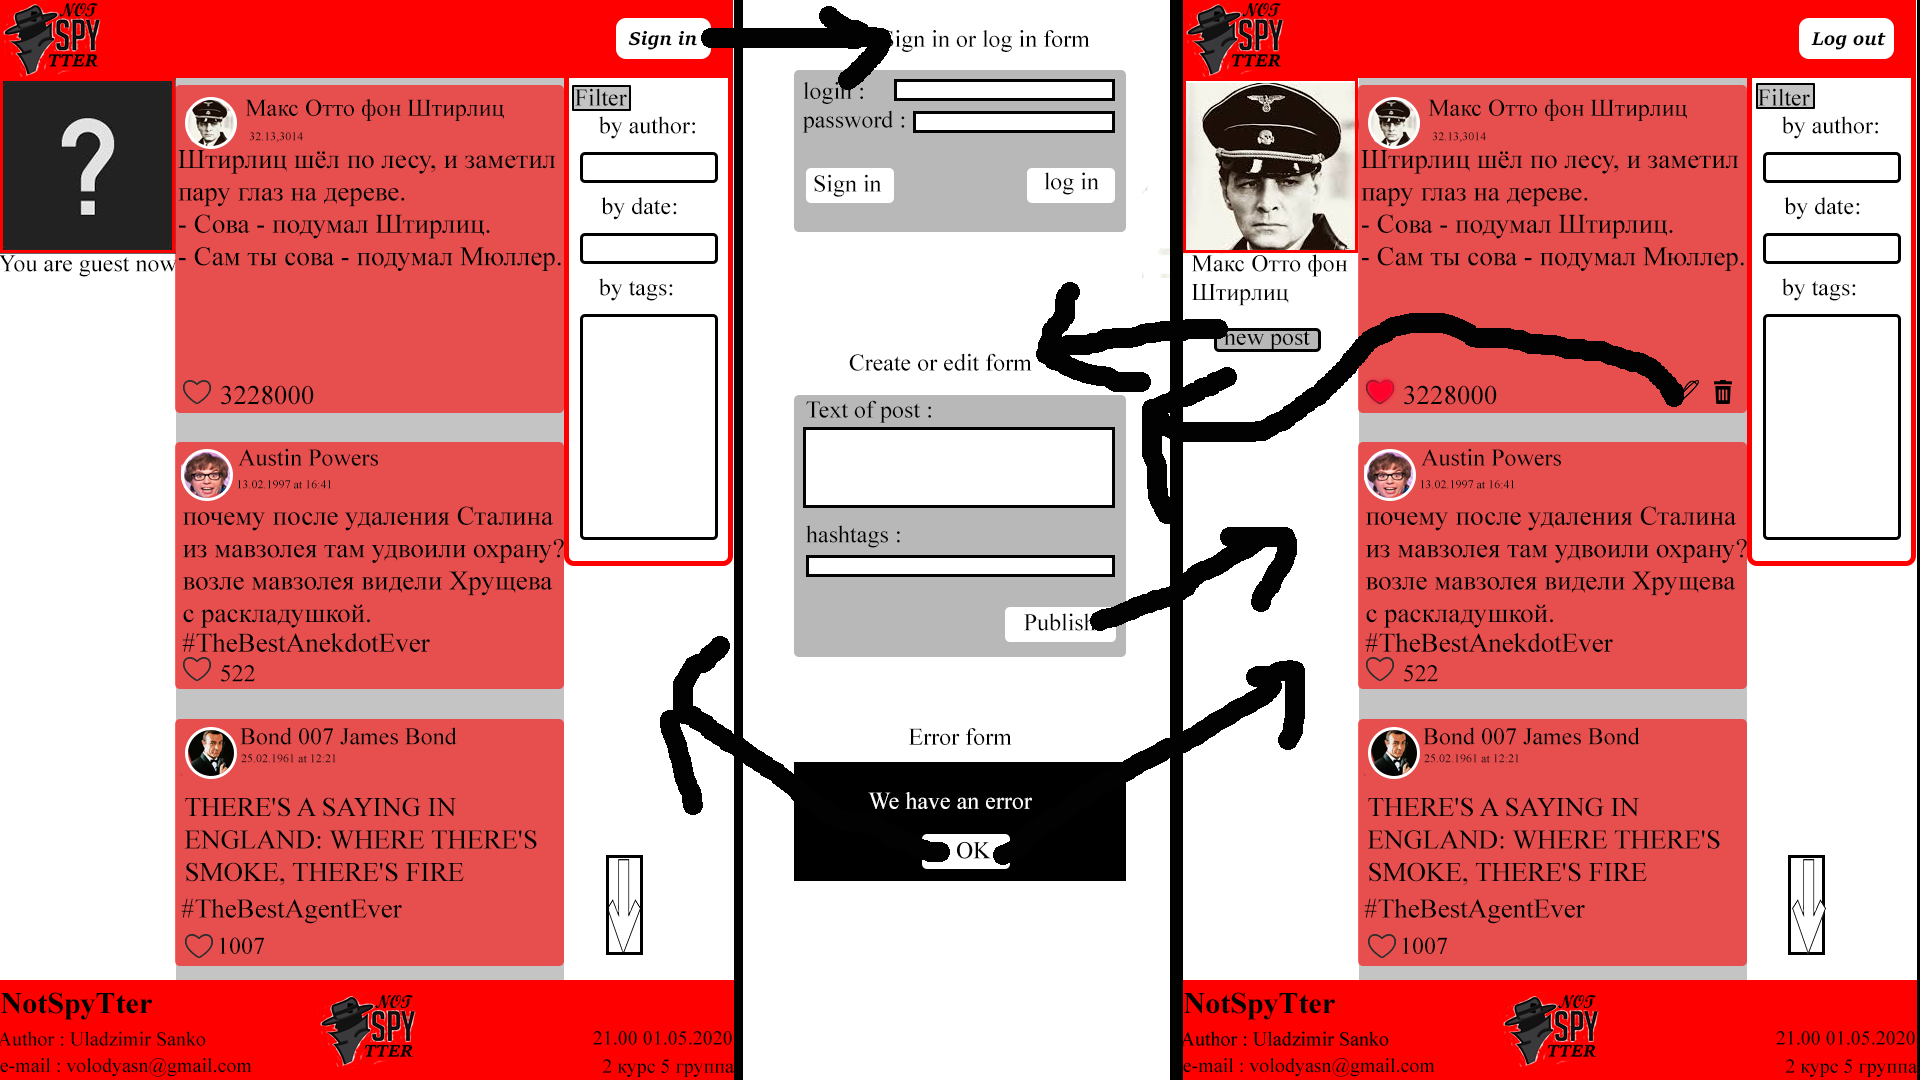 NOT
SPY
TTER
Sign in
You are guest now
Макс Отто фон Штирлиц
32.13,3014
Штирлиц шёл по лесу, и заметил
пару глаз на дереве.
- Сова - подумал Штирлиц.
- Сам ты сова - подумал Мюллер.
3228000
Austin Powers
13.02.1997 at 16:41
почему после удаления Сталина
из мавзолея там удвоили охрану?
возле мавзолея видели Хрущева
с раскладушкой.
#TheBestAnekdotEver
522
Bond 007 James Bond
25.02.1961 at 12:21
THERE'S A SAYING IN
ENGLAND: WHERE THERE'S
SMOKE, THERE'S FIRE
#TheBestAgentEver
1007
Filter
by author:
by date:
by tags:
NotSpyTter
Author : Uladzimir Sanko
e-mail : volodyasn@gmail.com
NOT
SPY
TTER
21.00 01.05.2020
2 курс 5 группа
Sign in or log in form
login :
password :
Sign in
log in
Create or edit form
Text of post :
hashtags :
Publish
Error form
We have an error
OK
NOT
SPY
TTER
Log out
Макс Отто фон
Штирлиц
new post
Макс Отто фон Штирлиц
32.13,3014
Штирлиц шёл по лесу, и заметил
пару глаз на дереве.
- Сова - подумал Штирлиц.
- Сам ты сова - подумал Мюллер.
3228000
Austin Powers
13.02.1997 at 16:41
почему после удаления Сталина
из мавзолея там удвоили охрану?
возле мавзолея видели Хрущева
с раскладушкой.
#TheBestAnekdotEver
522
Bond 007 James Bond
25.02.1961 at 12:21
THERE'S A SAYING IN
ENGLAND: WHERE THERE'S
SMOKE, THERE'S FIRE
#TheBestAgentEver
1007
Filter
by author:
by date:
by tags:
NotSpyTter
Author : Uladzimir Sanko
e-mail : volodyasn@gmail.com
NOT
SPY
TTER
21.00 01.05.2020
2 курс 5 группа